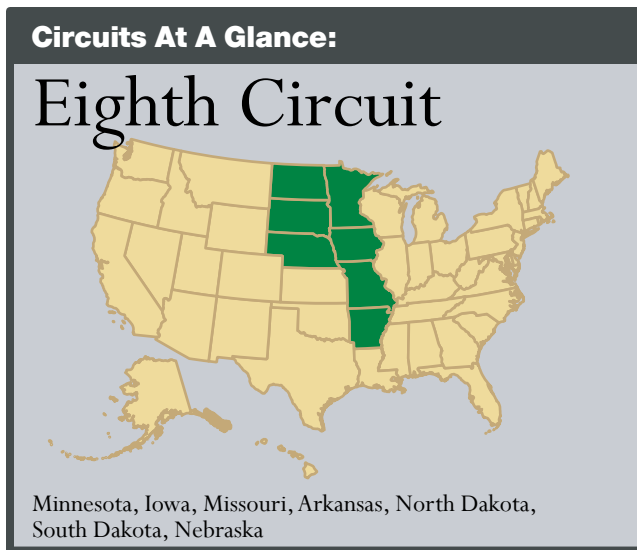 Circuits At A Glance:
Eighth Circuit
Minnesota, Iowa, Missouri, Arkansas, North Dakota,
South Dakota, Nebraska